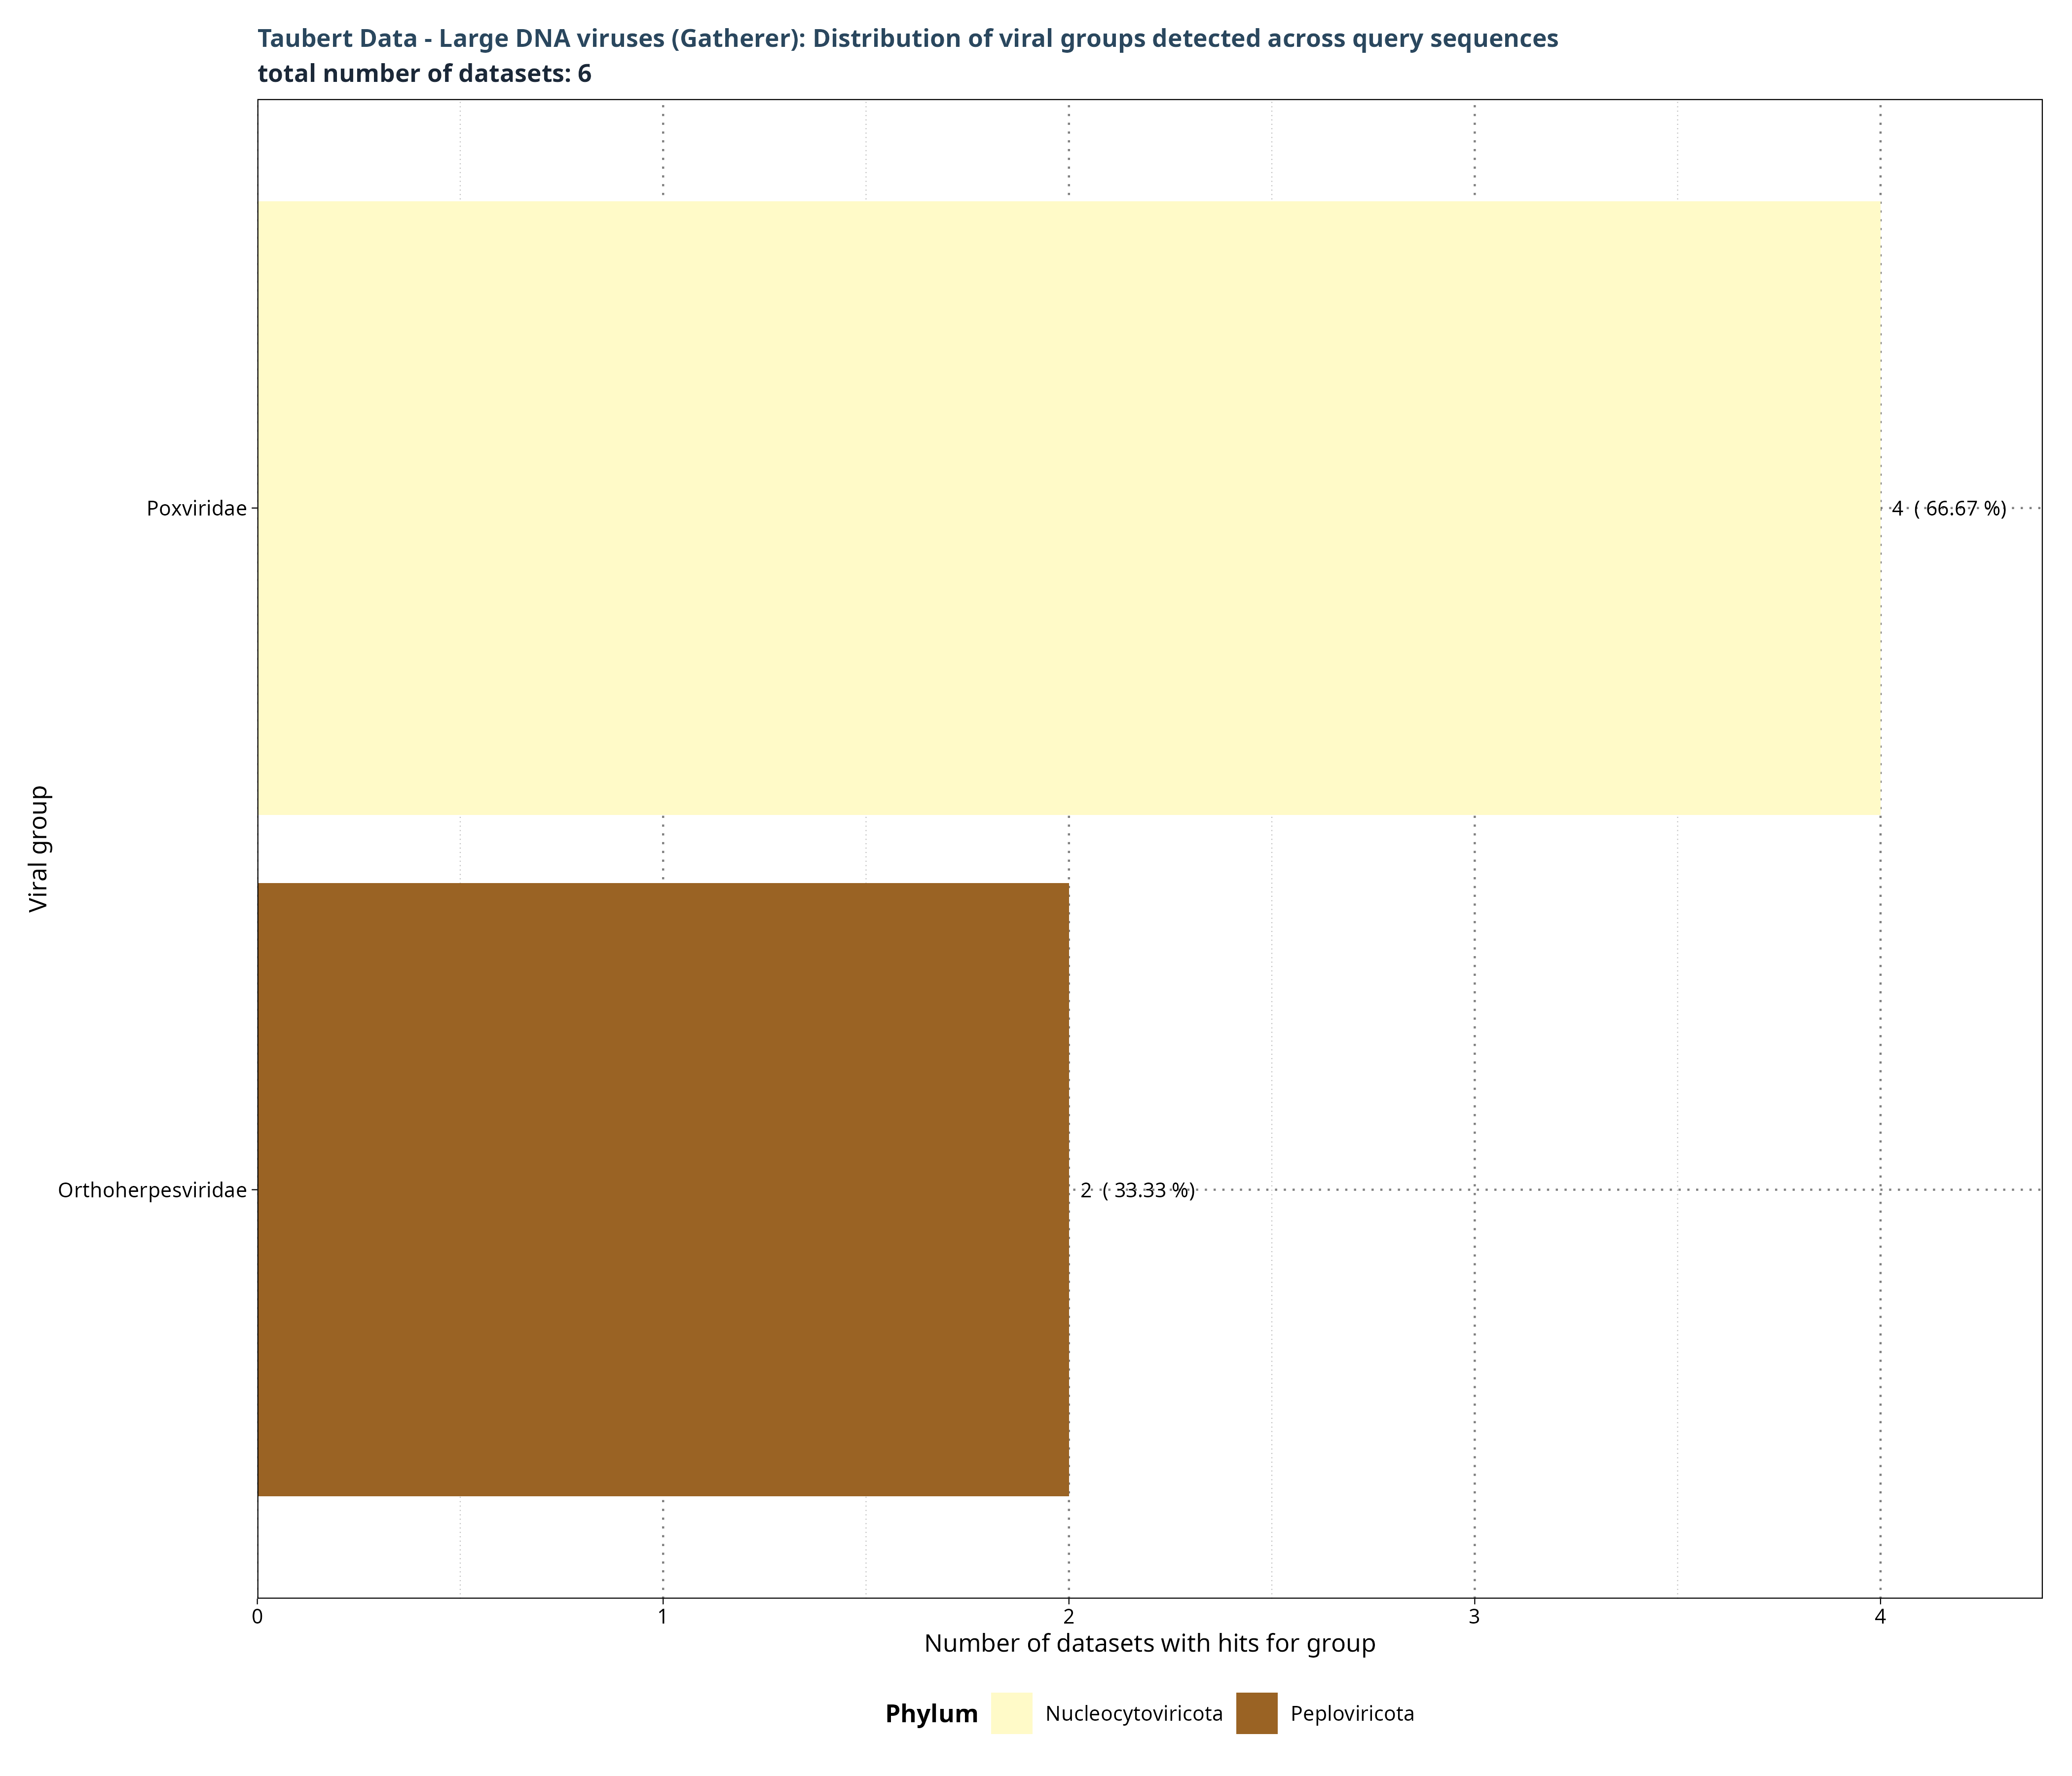 Taubert Data - Large DNA viruses (Gatherer): Distribution of viral groups detected across query sequences
total number of datasets: 6
Viral group
Poxviridae
4 ( 66.67 %)
Orthoherpesviridae
2 ( 33.33 %)
0 1 2 3 4
Number of datasets with hits for group
Phylum Nucleocytoviricota Peploviricota